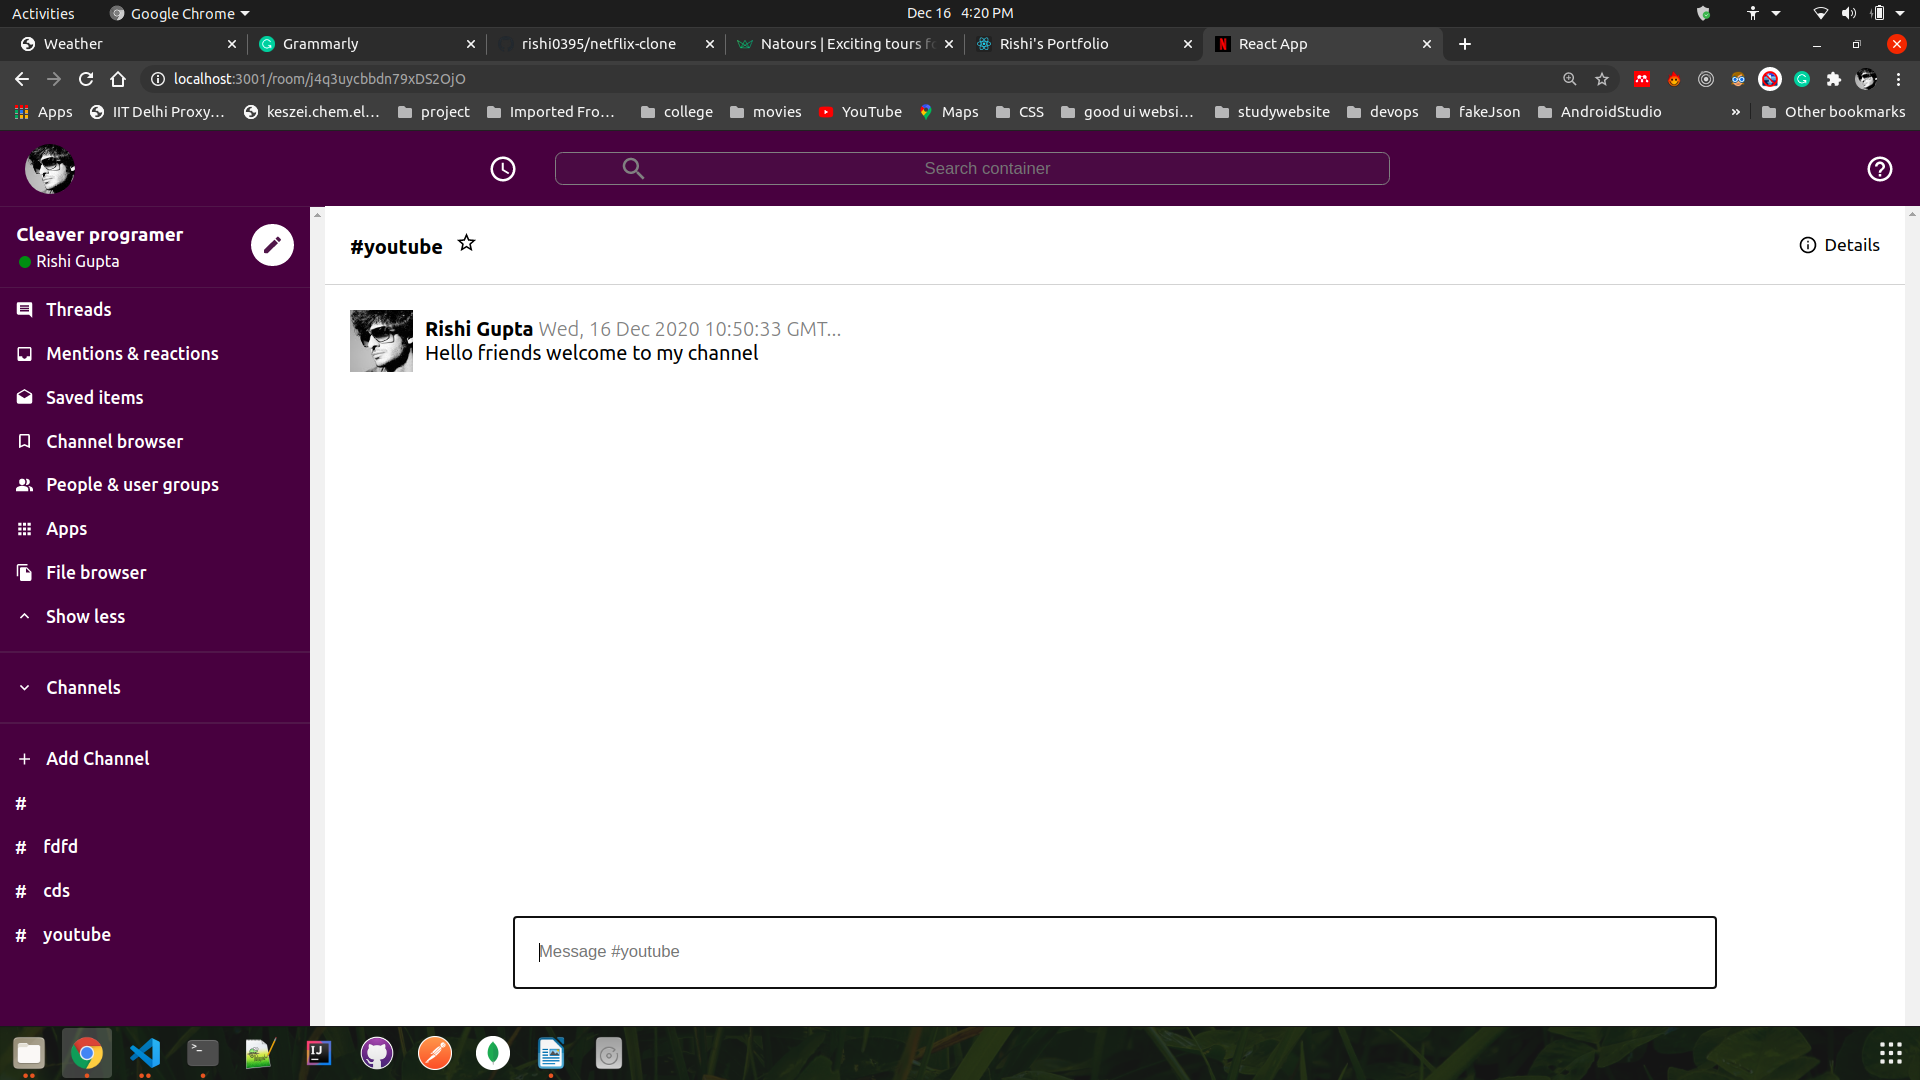 Activities Google Chrome Dec 16 4:20 PM
Weather Grammarly rishi0395/netflix-clone Natours | Exciting tours fo Rishi's Portfolio React App
localhost:3001/room/j4q3uycbbdn79xDS2OjO
Apps IIT Delhi Proxy... keszei.chem.el... project Imported Fro... college movies YouTube Maps CSS good ui websi... studywebsite devops fakeJson AndroidStudio » Other bookmarks
Search container
Cleaver programer
Rishi Gupta
Threads
Mentions & reactions
Saved items
Channel browser
People & user groups
Apps
File browser
Show less
Channels
+ Add Channel
#
# fdfd
# cds
# youtube
#youtube Details
Rishi Gupta Wed, 16 Dec 2020 10:50:33 GMT...
Hello friends welcome to my channel
Message #youtube